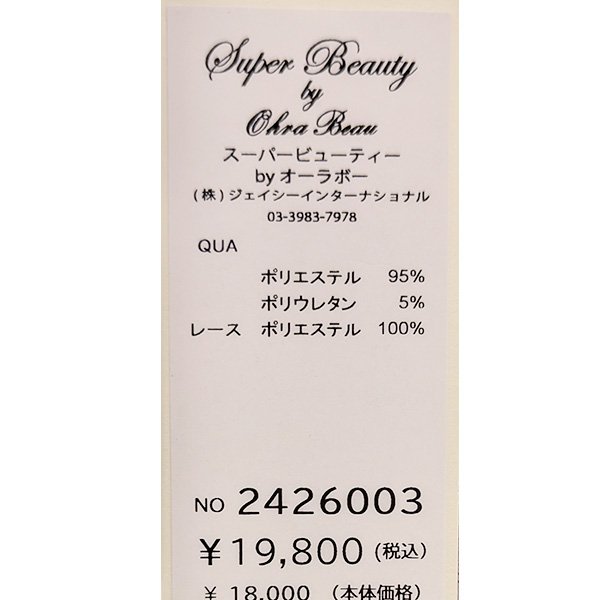 Super Beauty
by
Ohra Beau
スーパービューティー
by オーラボー
(株)ジェイシーインターナショナル
03-3983-7978
QUA
ポリエステル 95%
ポリウレタン 5%
レース ポリエステル 100%
NO 2426003
¥19,800 (税込)
¥ 18,000 (本体価格)